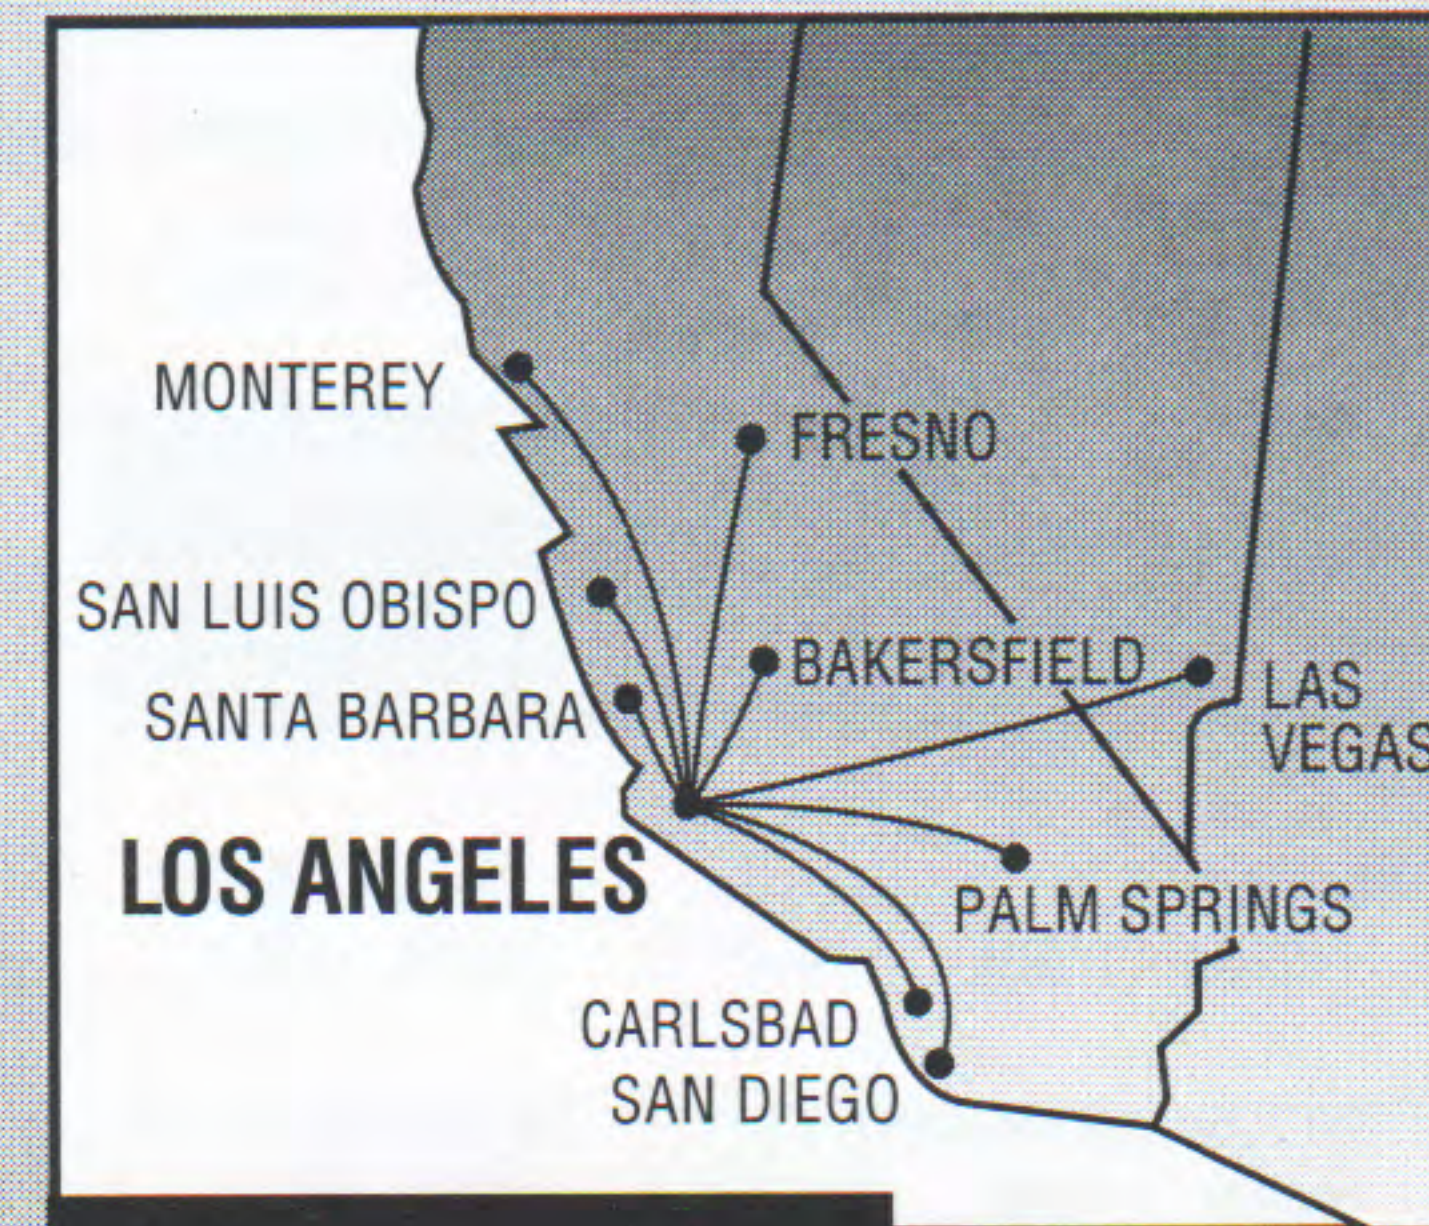 MONTEREY
FRESNO
SAN LUIS OBISPO
BAKERSFIELD
SANTA BARBARA
LAS
VEGAS
LOS ANGELES
PALM SPRINGS
CARLSBAD
SAN DIEGO